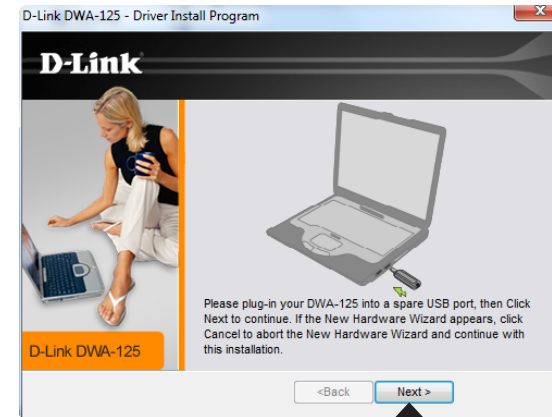 D-Link DWA-125 - Driver Install Program
D-Link
Please plug-in your DWA-125 into a spare USB port, then Click
Next to continue. If the New Hardware Wizard appears, click
Cancel to abort the New Hardware Wizard and continue with
this installation.
D-Link DWA-125
<Back
Next >